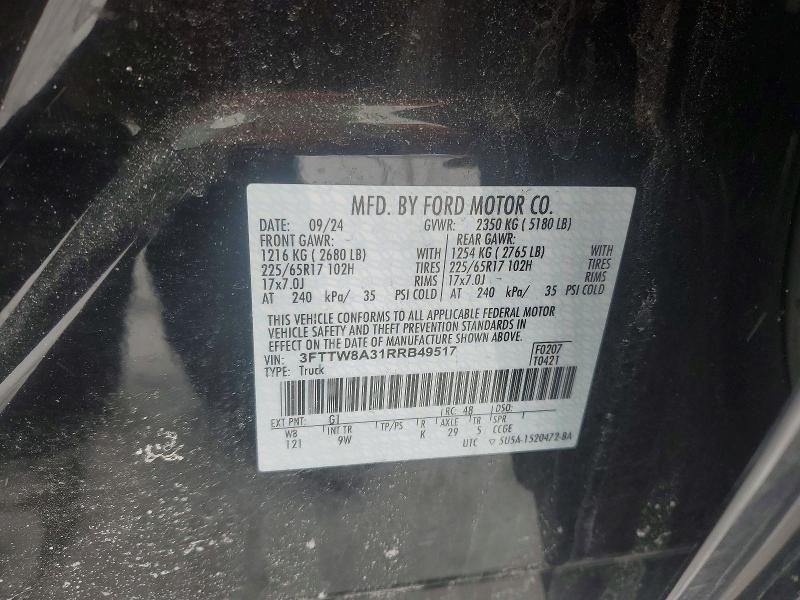 MFD. BY FORD MOTOR CO.
DATE: 09/24 GVWR: 2350 KG ( 5180 LB)
FRONT GAWR: REAR GAWR:
1216 KG ( 2680 LB) WITH 1254 KG ( 2765 LB) WITH
225/65R17 102H TIRES 225/65R17 102H TIRES
17x7.0J RIMS 17x7.0J RIMS
AT 240 kPa/ 35 PSI COLD AT 240 kPa/ 35 PSI COLD
THIS VEHICLE CONFORMS TO ALL APPLICABLE FEDERAL MOTOR
VEHICLE SAFETY AND THEFT PREVENTION STANDARDS IN
EFFECT ON THE DATE OF MANUFACTURE SHOWN ABOVE.
VIN: 3FTTW8A31RRB49517 F0207
TYPE: Truck T0421
EXT PNT: G1 RC: 48 DSO:
WB INT TR TP/PS R AXLE TR SPR
121 9W K 29 5 CCGE
UTC ▽ 5U5A-1520472-BA